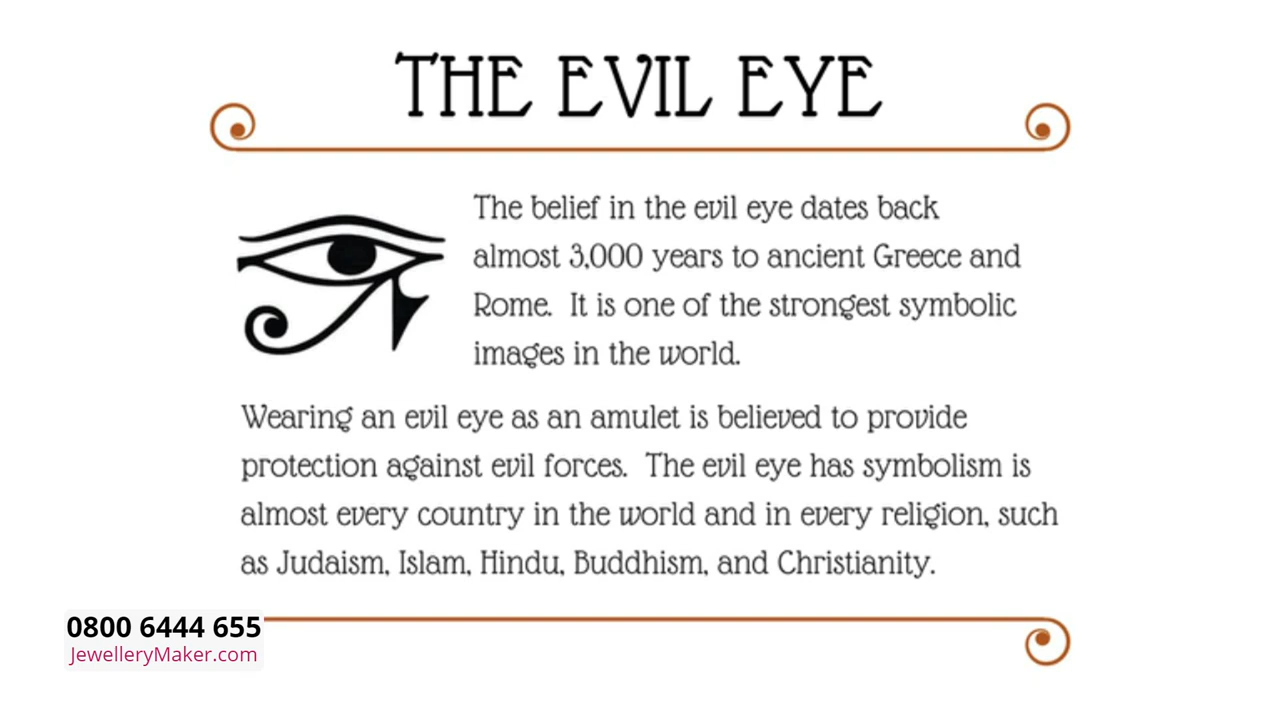 THE EVIL EYE
The belief in the evil eye dates back
almost 3,000 years to ancient Greece and
Rome. It is one of the strongest symbolic
images in the world.
Wearing an evil eye as an amulet is believed to provide
protection against evil forces. The evil eye has symbolism is
almost every country in the world and in every religion, such
as Judaism, Islam, Hindu, Buddhism, and Christianity.
0800 6444 655
JewelleryMaker.com